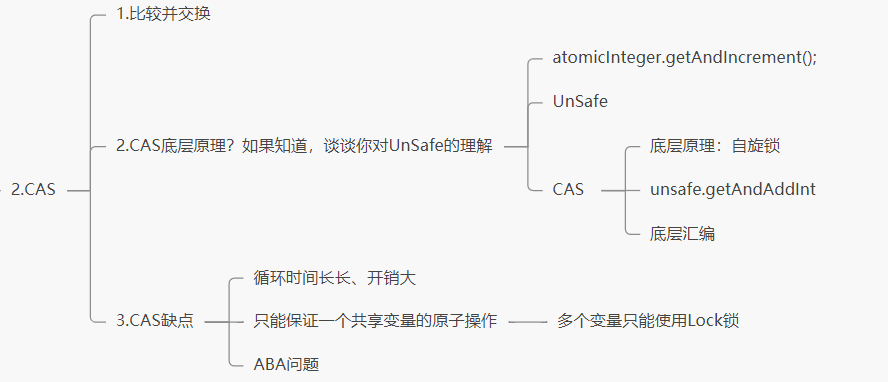 2.CAS
1.比较并交换
2.CAS底层原理？如果知道，谈谈你对UnSafe的理解
atomicInteger.getAndIncrement();
UnSafe
CAS
底层原理：自旋锁
unsafe.getAndAddInt
底层汇编
3.CAS缺点
循环时间长长、开销大
只能保证一个共享变量的原子操作
多个变量只能使用Lock锁
ABA问题